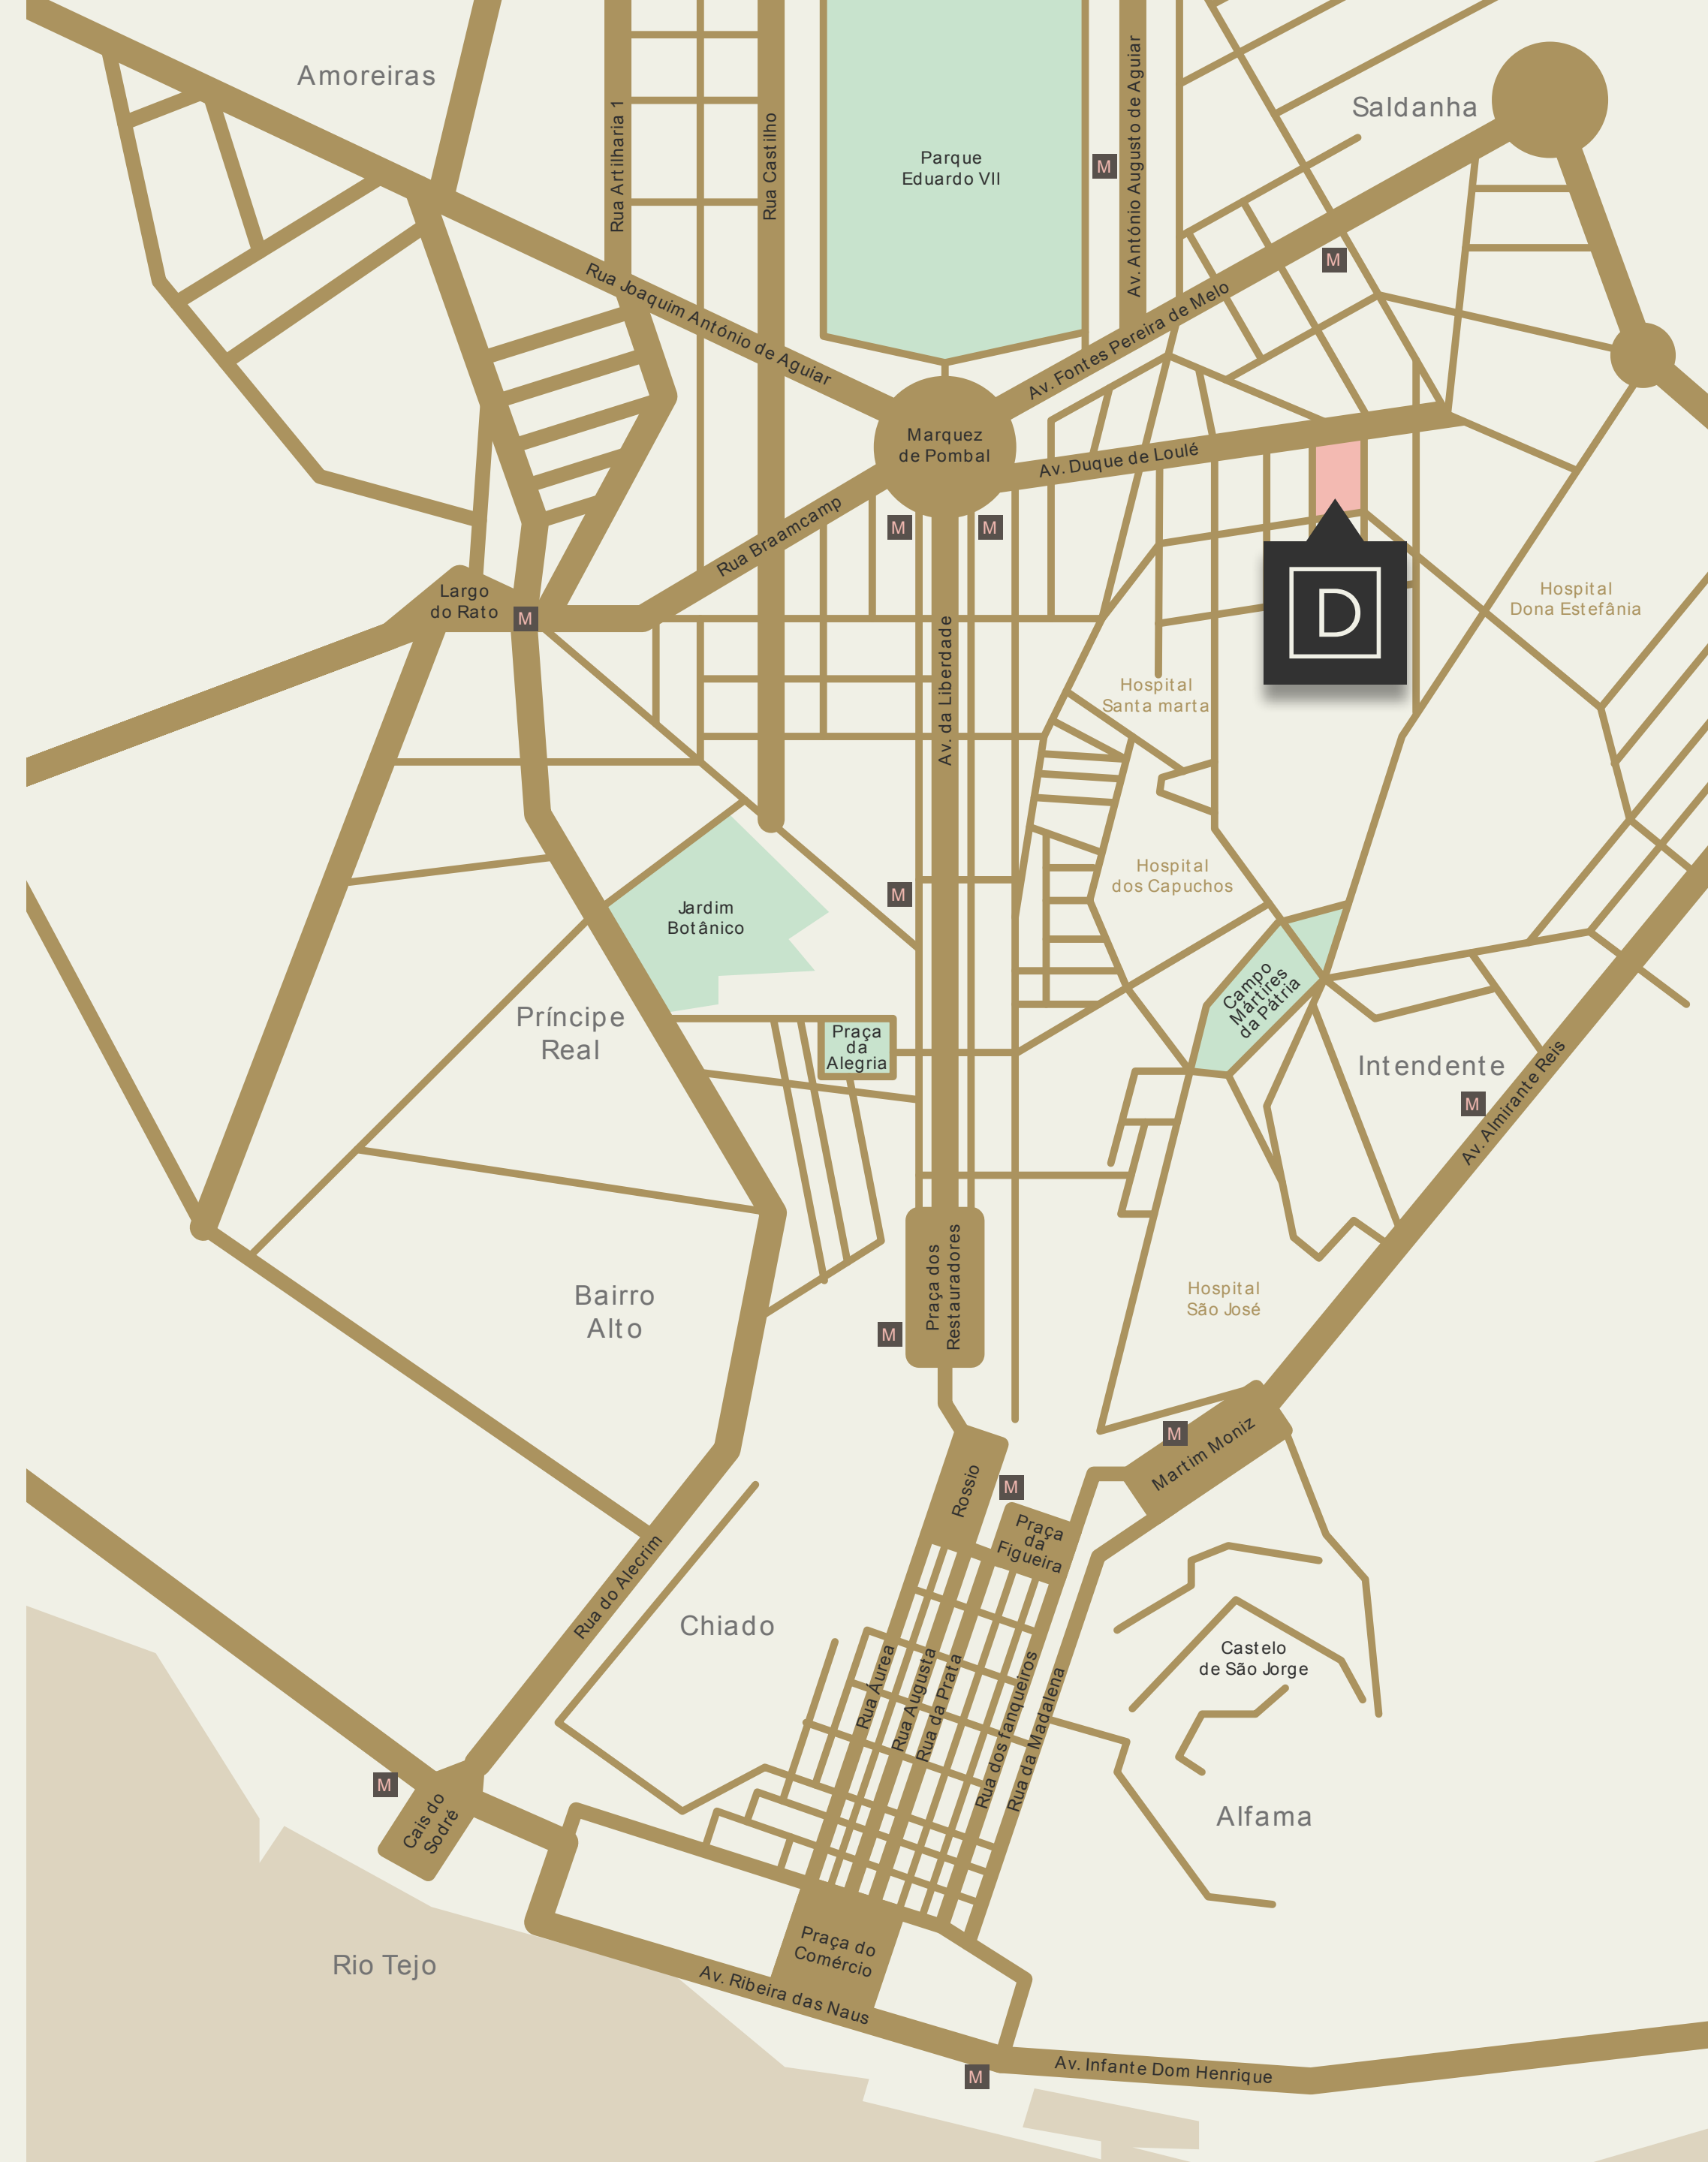 Amoreiras
Saldanha
Rua Artilharia 1
Rua Castilho
Parque
Eduardo VII
M
Av. António Augusto de Aguiar
M
Rua Joaquim António de Aguiar
Av. Fontes Pereira de Melo
Marquez
de Pombal
Av. Duque de Loulé
M
M
Rua Braamcamp
D
Largo
do Rato
M
Hospital
Dona Estefânia
Av. da Liberdade
Hospital
Santa marta
M
Hospital
dos Capuchos
Jardim
Botânico
Campo
Mártires
da Pátria
Príncipe
Real
Praça
da
Alegria
Intendente
M
Av. Almirante Reis
Bairro
Alto
Praça dos
Restauradores
M
Hospital
São José
Martim Moniz
M
Rossio
M
Praça
da
Figueira
Rua do Alecrim
Chiado
Rua Áurea
Rua Augusta
Rua da Prata
Rua dos fanqueiros
Rua da Madalena
Castelo
de São Jorge
M
Cais do
Sodré
Alfama
Rio Tejo
Praça do
Comércio
Av. Ribeira das Naus
M
Av. Infante Dom Henrique